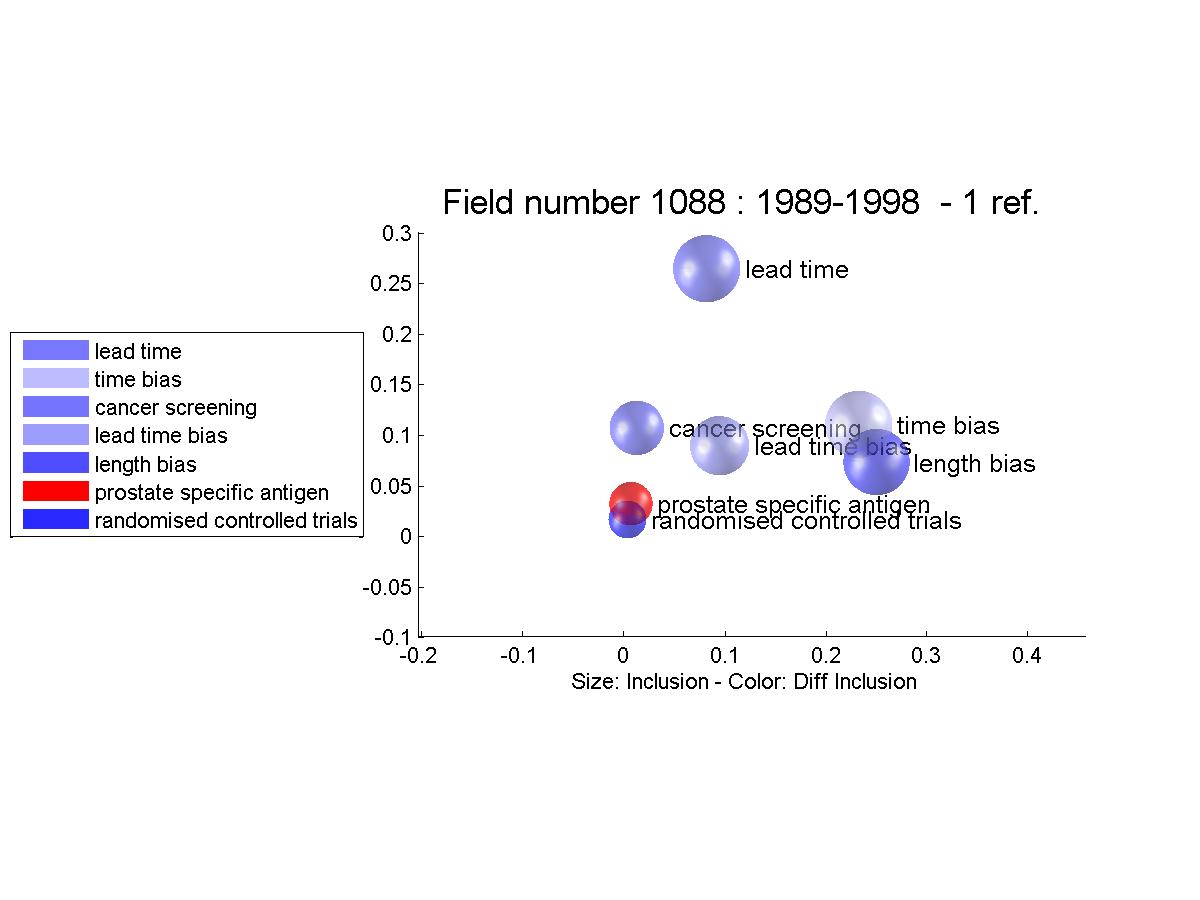 Field number 1088 : 1989-1998  - 1 ref.
0.3
0.25
0.2
0.15
0.1
0.05
0
-0.05
-0.1
-0.2 -0.1 0 0.1 0.2 0.3 0.4
Size: Inclusion - Color: Diff Inclusion
lead time
cancer screening
time bias
lead time bias
length bias
prostate specific antigen
randomised controlled trials
lead time
time bias
cancer screening
lead time bias
length bias
prostate specific antigen
randomised controlled trials